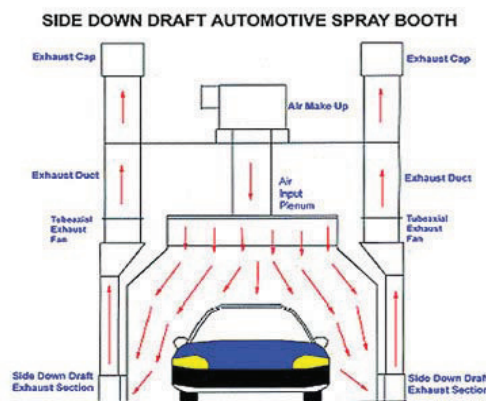 SIDE DOWN DRAFT AUTOMOTIVE SPRAY BOOTH
Exhaust Cap
Exhaust Cap
Air Make Up
Exhaust Duct
Exhaust Duct
Air
Input
Plenum
Tubeaxial
Exhaust
Fan
Tubeaxial
Exhaust
Fan
Side Down Draft
Exhaust Section
Side Down Draft
Exhaust Section